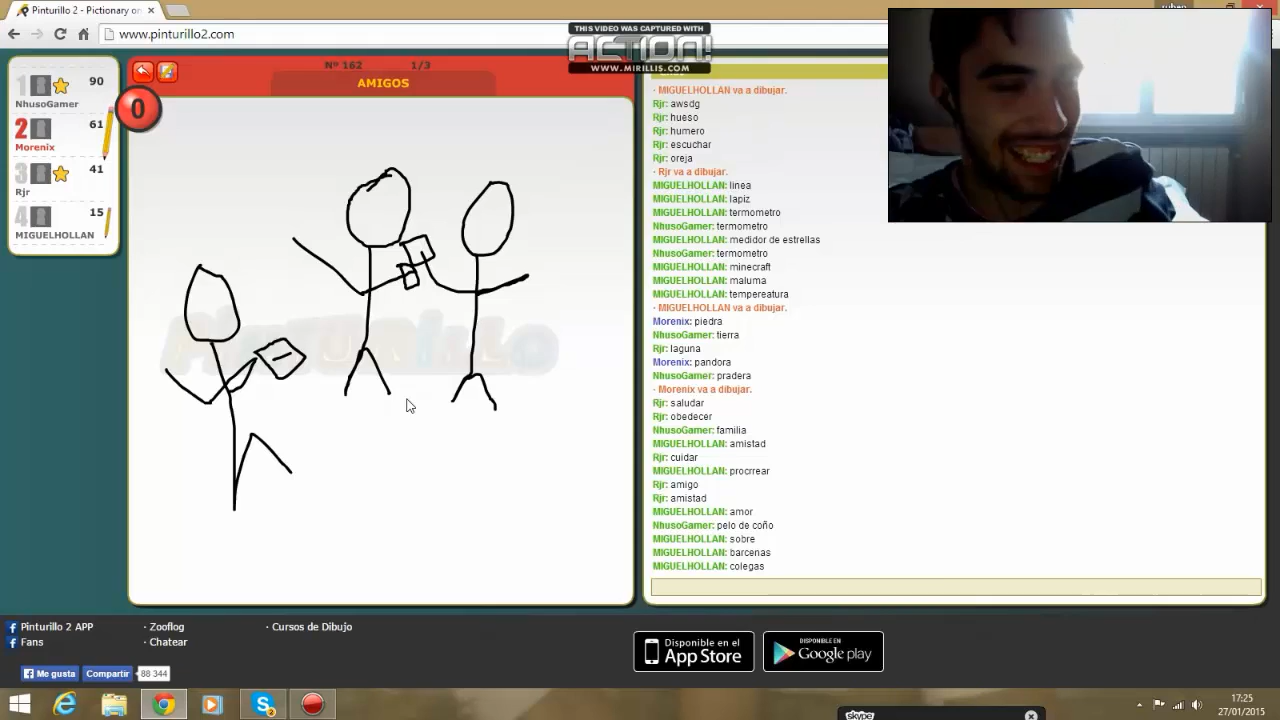 Pinturillo 2 - Pictionary on
www.pinturillo2.com
THIS VIDEO WAS CAPTURED WITH
ACTION!
WWW.MIRILLIS.COM
1
90
NhusoGamer
2
61
Morenix
3
41
Rjr
4
15
MIGUELHOLLAN
0
Nº 162
1/3
AMIGOS
- MIGUELHOLLAN va a dibujar.
Rjr: awsdg
Rjr: hueso
Rjr: humero
Rjr: escuchar
Rjr: oreja
- Rjr va a dibujar.
MIGUELHOLLAN: linea
MIGUELHOLLAN: lapiz
MIGUELHOLLAN: termometro
NhusoGamer: termometro
MIGUELHOLLAN: medidor de estrellas
NhusoGamer: termometro
MIGUELHOLLAN: minecraft
MIGUELHOLLAN: maluma
MIGUELHOLLAN: tempereatura
- MIGUELHOLLAN va a dibujar.
Morenix: piedra
NhusoGamer: tierra
Rjr: laguna
Morenix: pandora
NhusoGamer: pradera
- Morenix va a dibujar.
Rjr: saludar
Rjr: obedecer
NhusoGamer: familia
MIGUELHOLLAN: amistad
Rjr: cuidar
MIGUELHOLLAN: procrrear
Rjr: amigo
Rjr: amistad
MIGUELHOLLAN: amor
NhusoGamer: pelo de coño
MIGUELHOLLAN: sobre
MIGUELHOLLAN: barcenas
MIGUELHOLLAN: colegas
Pinturillo 2 APP
· Zooflog
· Cursos de Dibujo
Fans
· Chatear
Me gusta
Compartir
88 344
Disponible en el
App Store
DISPONIBLE EN
Google play
skype
17:25
27/01/2015